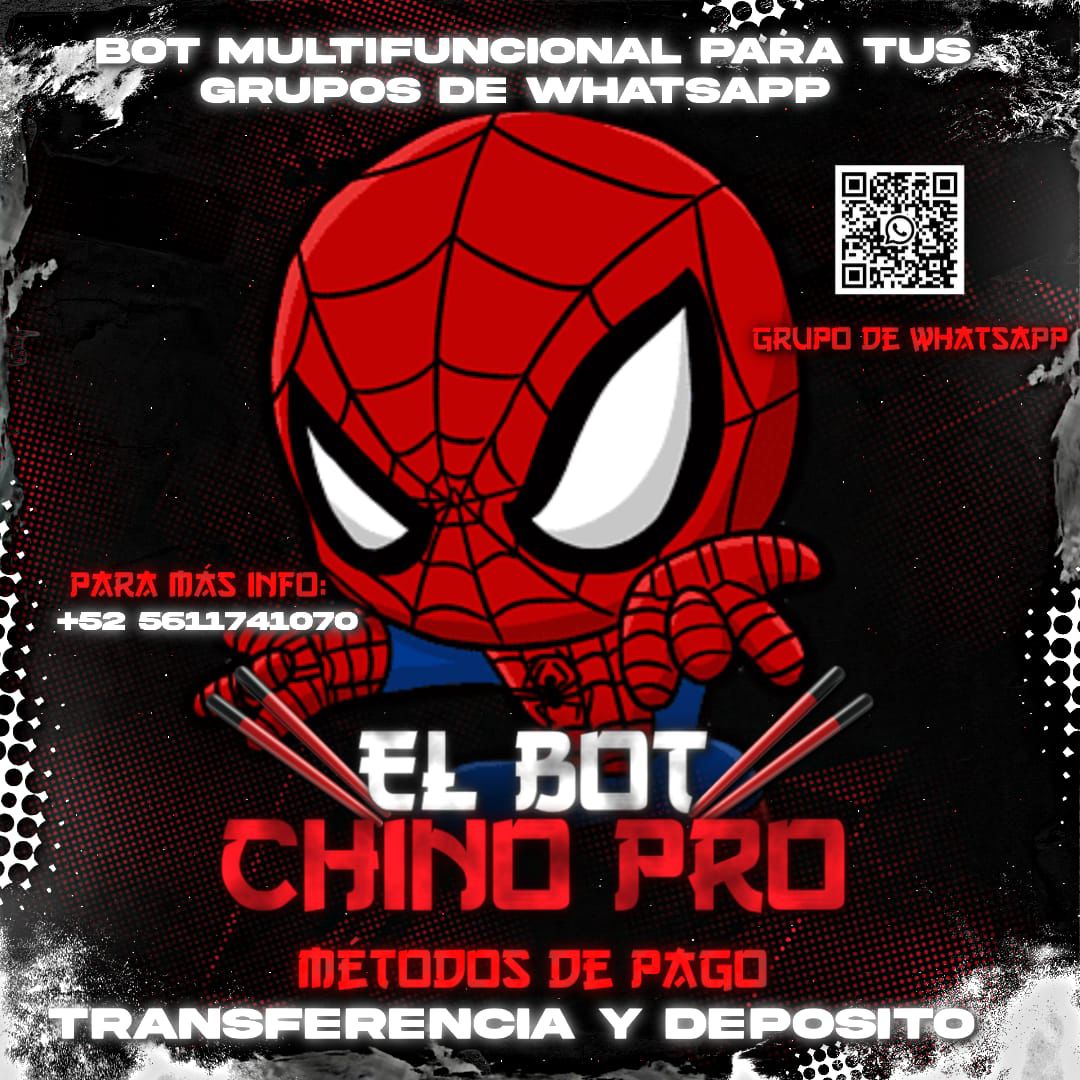 BOT MULTIFUNCIONAL PARA TUS
GRUPOS DE WHATSAPP
GRUPO DE WHATSAPP
PARA MÁS INFO:
+52 5611741070
EL BOT
CHINO PRO
MÉTODOS DE PAGO
TRANSFERENCIA Y DEPOSITO